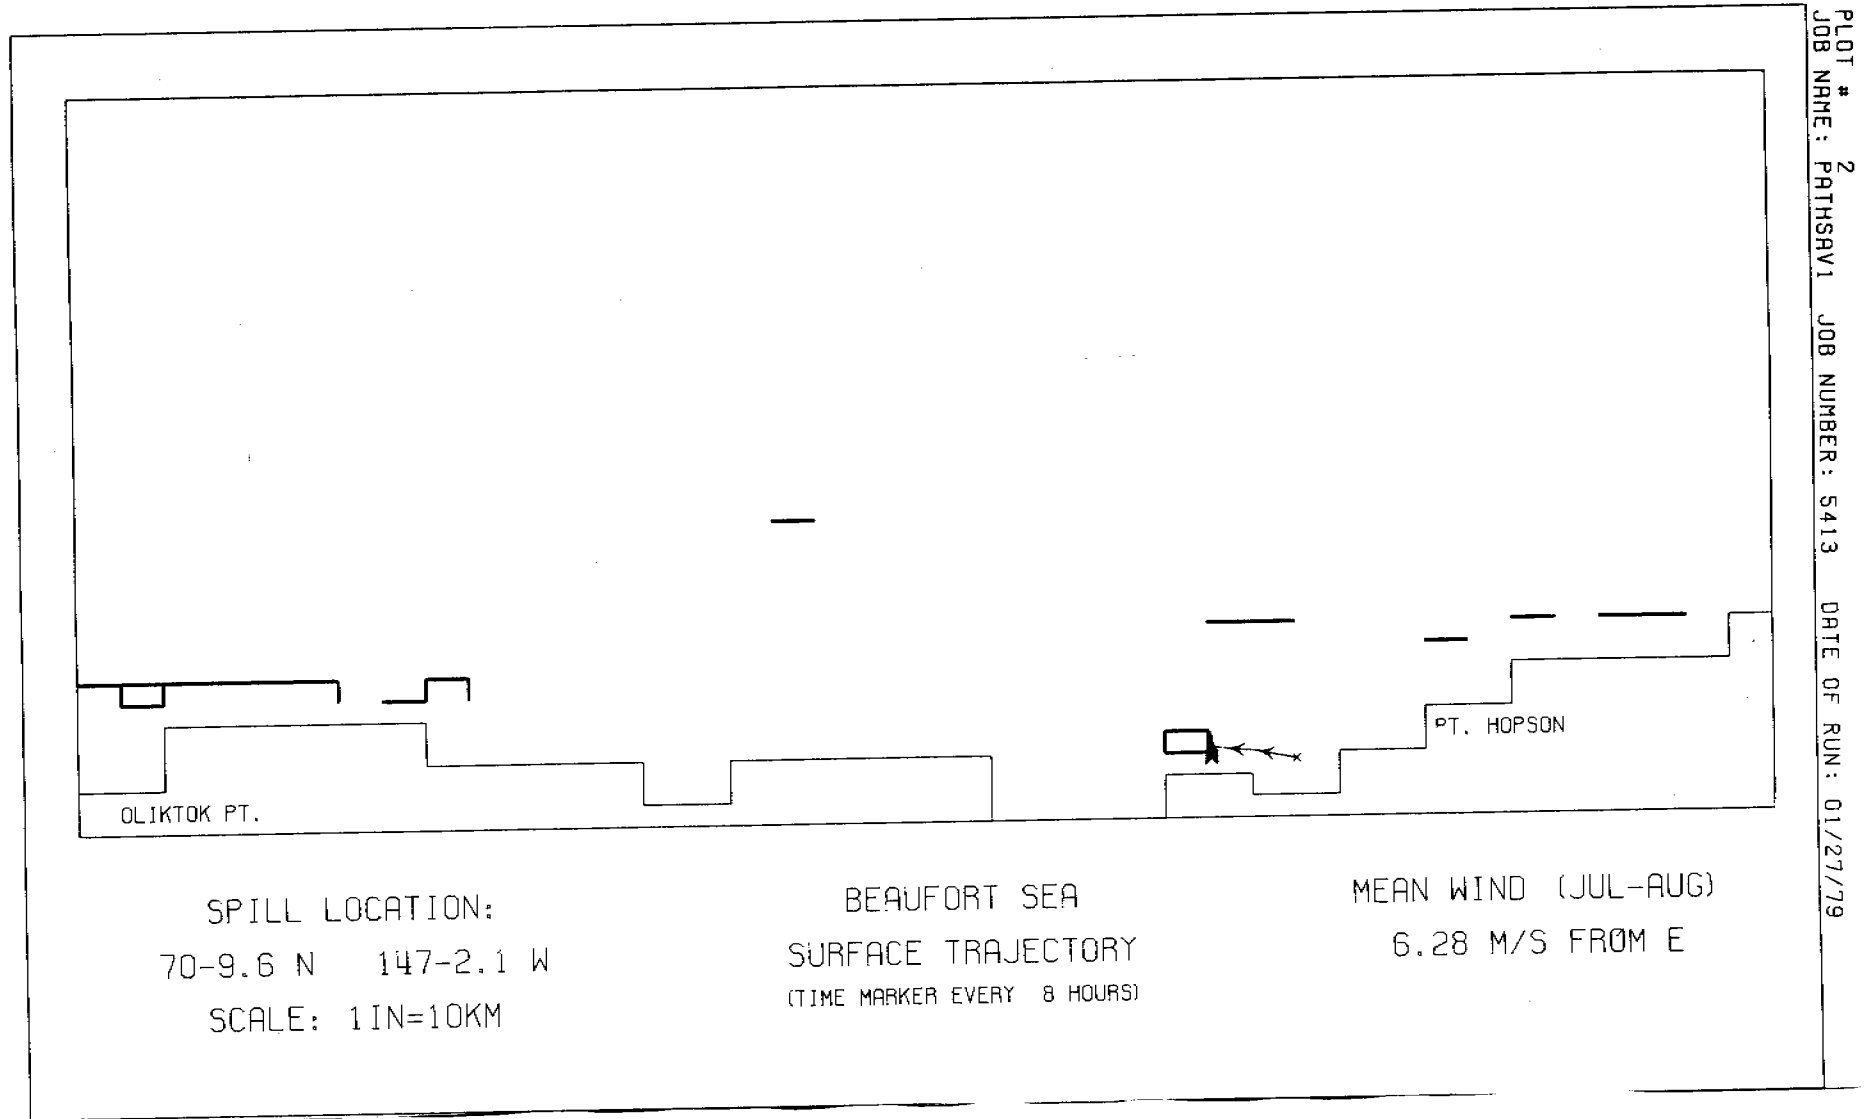 PLOT # 2
JOB NAME: PATHSAV1 JOB NUMBER: 5413 DATE OF RUN: 01/27/79
PT. HOPSON
OLIKTOK PT.
SPILL LOCATION:
70-9.6 N 147-2.1 W
SCALE: 1IN=10KM
BEAUFORT SEA
SURFACE TRAJECTORY
(TIME MARKER EVERY 8 HOURS)
MEAN WIND (JUL-AUG)
6.28 M/S FROM E